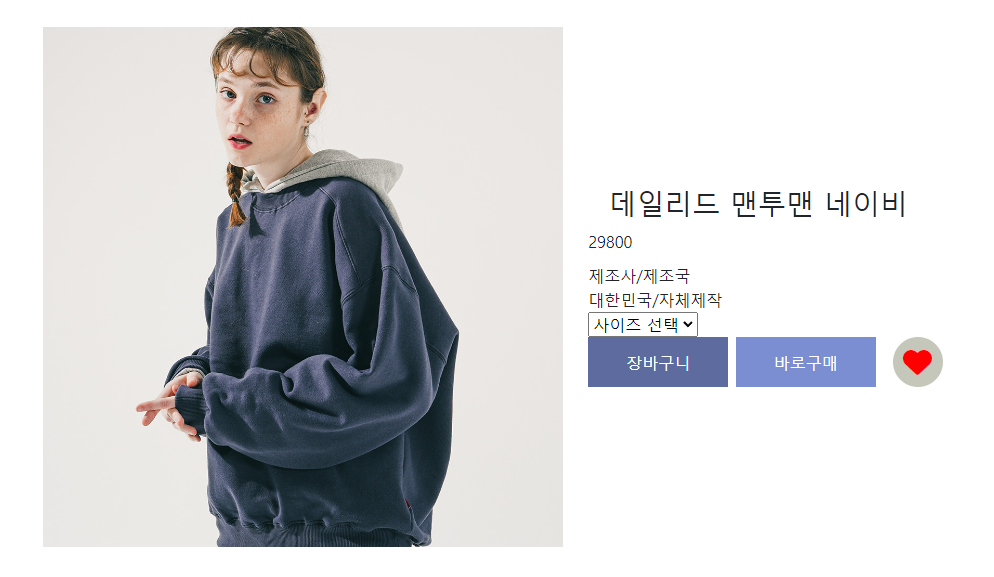 데일리드 맨투맨 네이비
29800
제조사/제조국
대한민국/자체제작
사이즈 선택
장바구니
바로구매